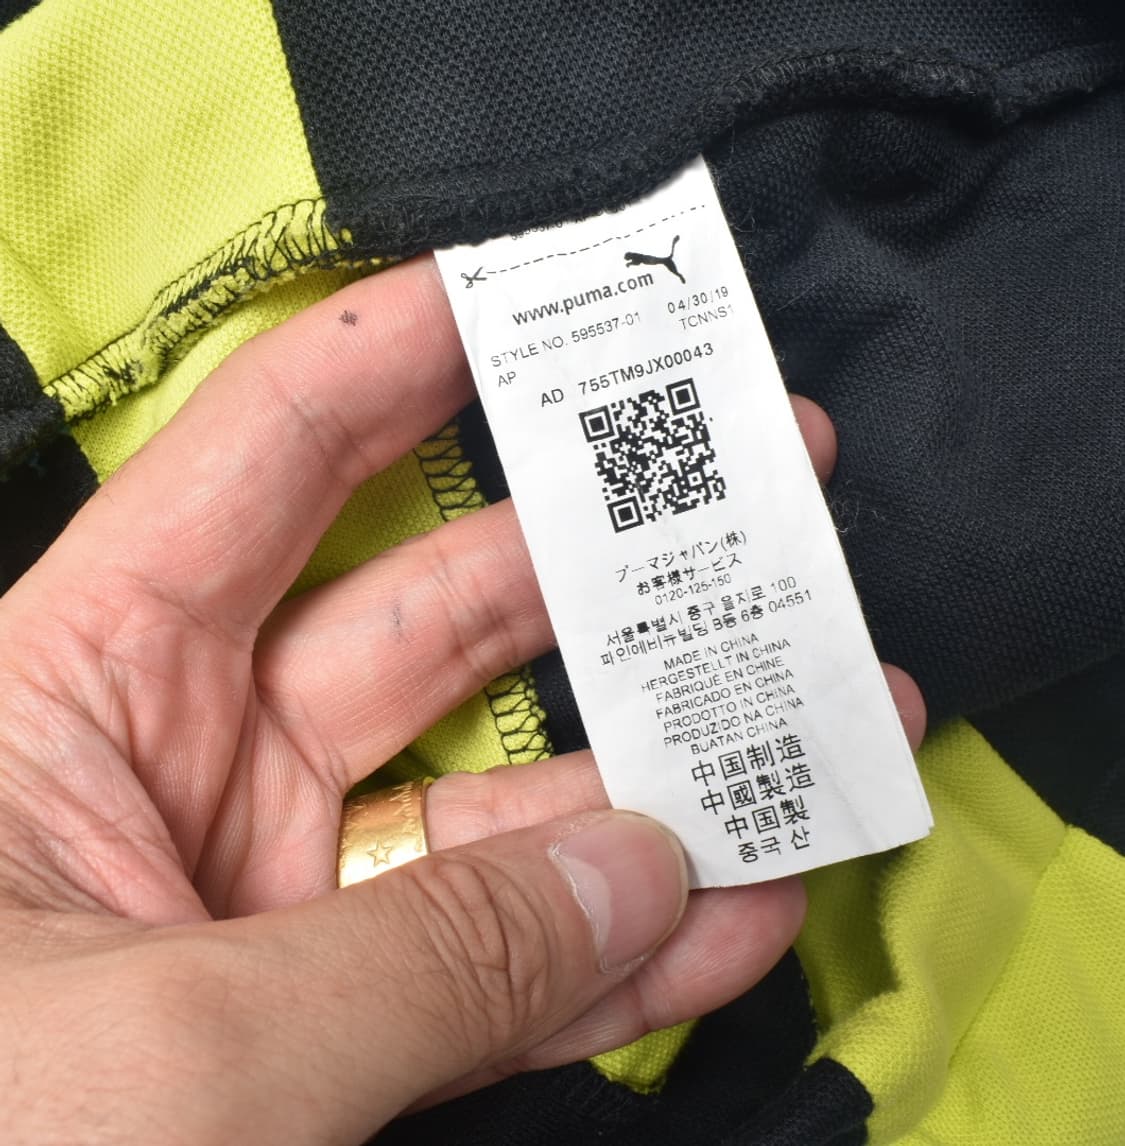 www.puma.com
04/30/19
STYLE NO. 595537-01
TCNNS1
AP
AD 755TM9JX00043
プーマジャパン(株)
お客様サービス
0120-125-150
서울특별시 중구 을지로 100
파인에비뉴빌딩 B동 6층 04551
MADE IN CHINA
HERGESTELLT IN CHINA
FABRIQUÉ EN CHINE
FABRICADO EN CHINA
PRODOTTO IN CHINA
PRODUZIDO NA CHINA
BUATAN CHINA
中国制造
中國製造
中国製
중국 산